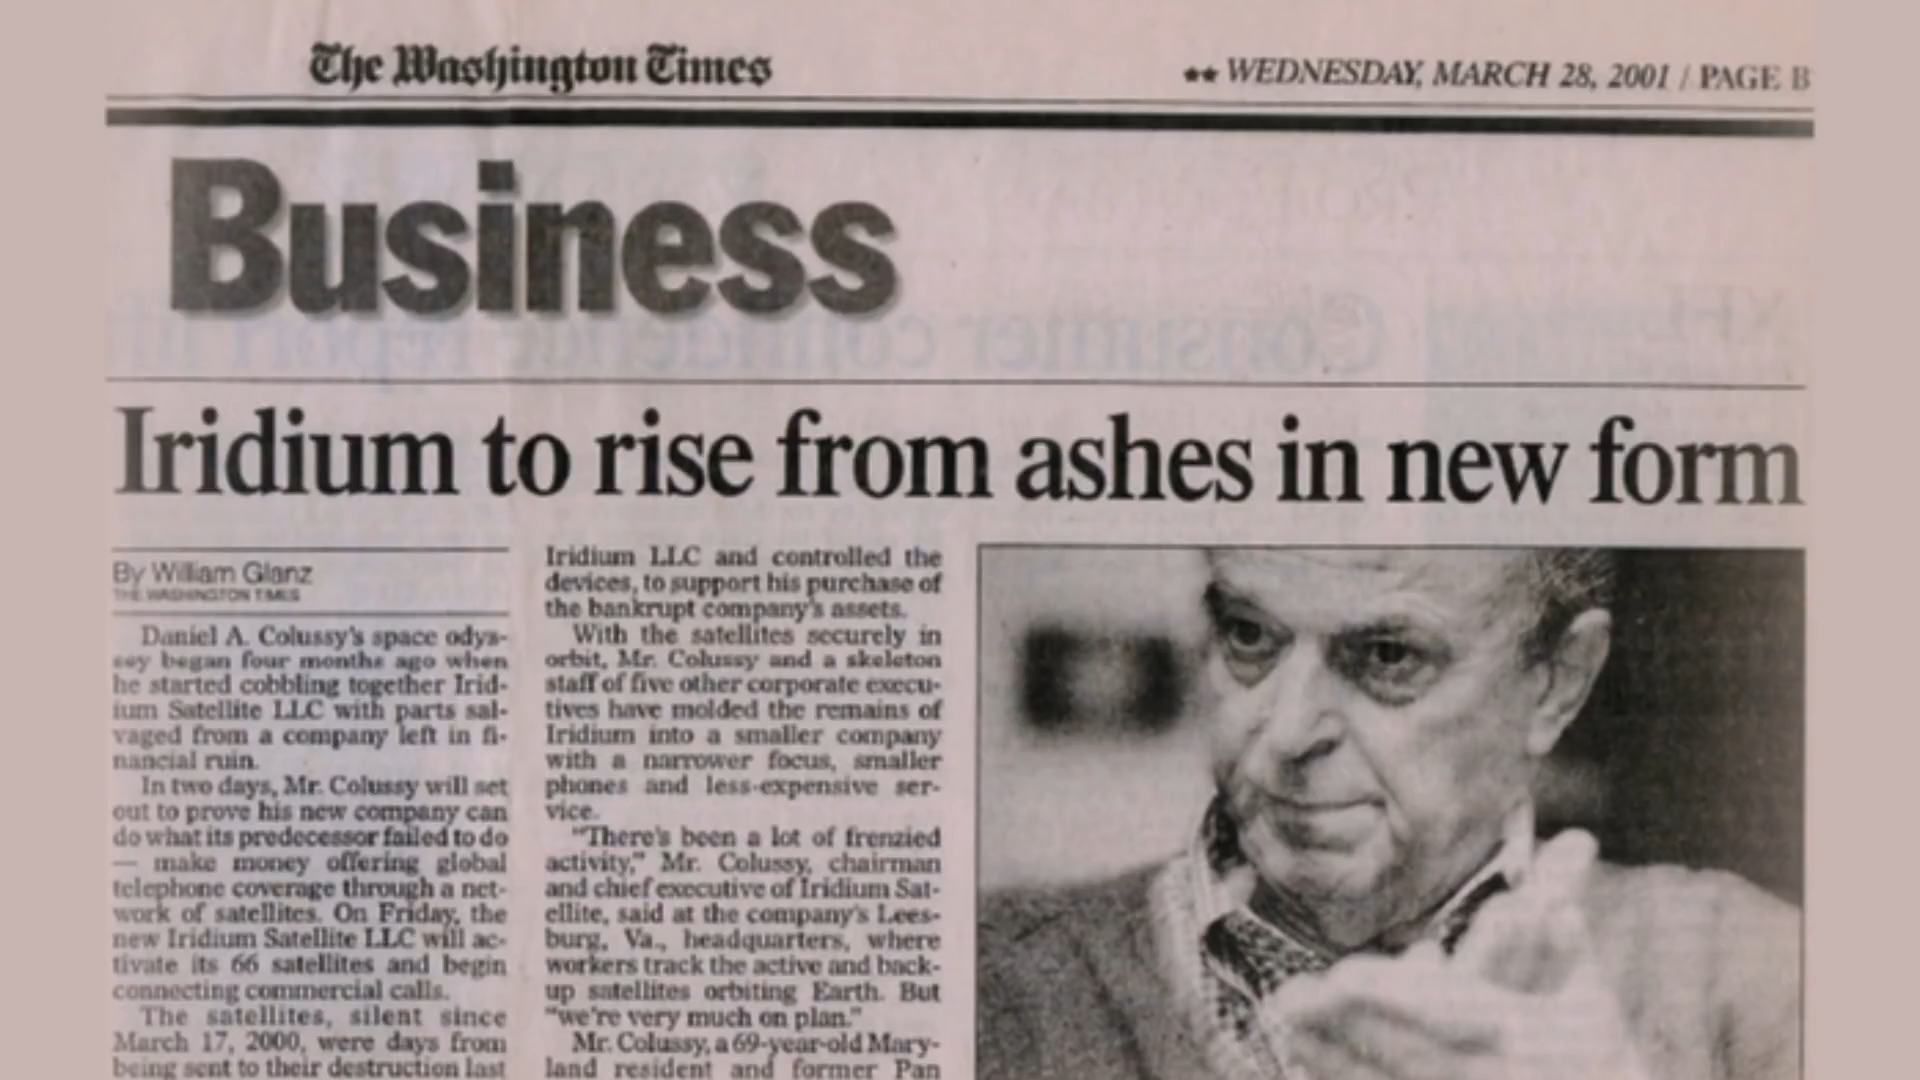 The Washington Times
★★ WEDNESDAY, MARCH 28, 2001 / PAGE B
Business
Iridium to rise from ashes in new form
By William Glanz
THE WASHINGTON TIMES
Daniel A. Colussy's space odys-
sey began four months ago when
he started cobbling together Irid-
ium Satellite LLC with parts sal-
vaged from a company left in fi-
nancial ruin.
In two days, Mr. Colussy will set
out to prove his new company can
do what its predecessor failed to do
— make money offering global
telephone coverage through a net-
work of satellites. On Friday, the
new Iridium Satellite LLC will ac-
tivate its 66 satellites and begin
connecting commercial calls.
The satellites, silent since
March 17, 2000, were days from
being sent to their destruction last
Iridium LLC and controlled the
devices, to support his purchase of
the bankrupt company's assets.
With the satellites securely in
orbit, Mr. Colussy and a skeleton
staff of five other corporate execu-
tives have molded the remains of
Iridium into a smaller company
with a narrower focus, smaller
phones and less-expensive ser-
vice.
"There's been a lot of frenzied
activity," Mr. Colussy, chairman
and chief executive of Iridium Sat-
ellite, said at the company's Lees-
burg, Va., headquarters, where
workers track the active and back-
up satellites orbiting Earth. But
"we're very much on plan."
Mr. Colussy, a 69-year-old Mary-
land resident and former Pan